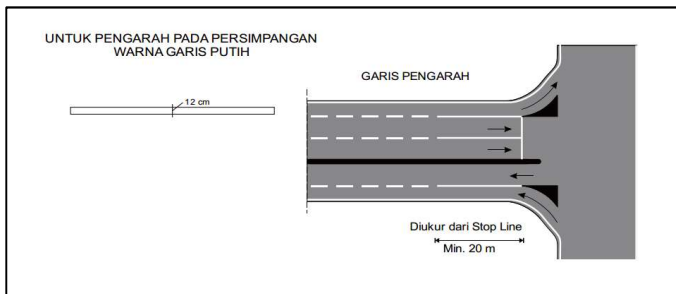 UNTUK PENGARAH PADA PERSIMPANGAN
WARNA GARIS PUTIH
12 cm
GARIS PENGARAH
Diukur dari Stop Line
Min. 20 m